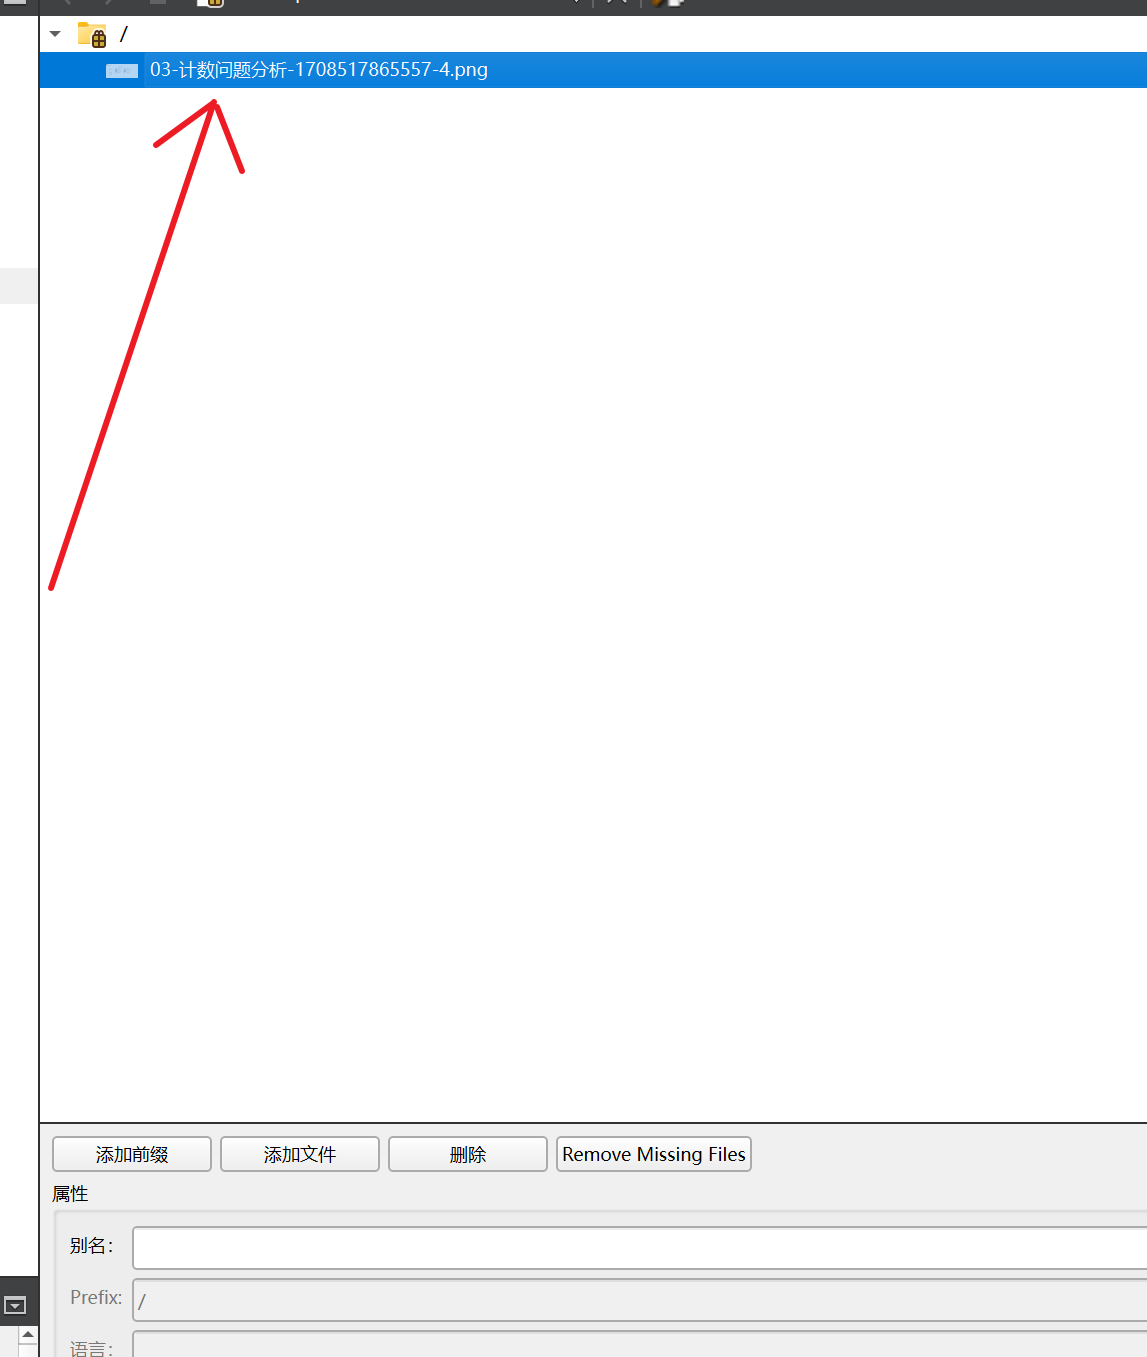 /
03-计数问题分析-1708517865557-4.png
添加前缀 添加文件 删除 Remove Missing Files
属性
别名：
Prefix: /
语言：